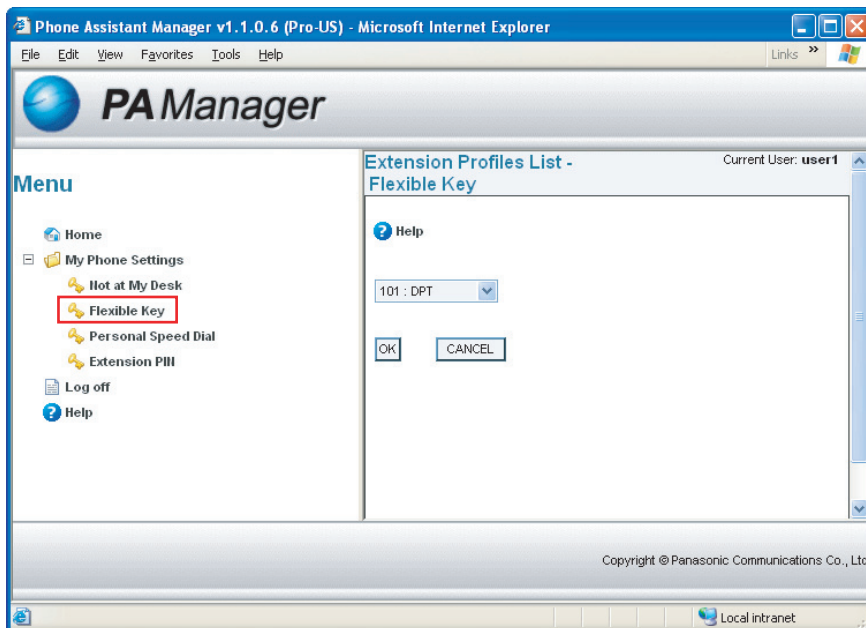 Phone Assistant Manager v1.1.0.6 (Pro-US) - Microsoft Internet Explorer
File Edit View Favorites Tools Help
Links »
PAManager
Menu
Home
My Phone Settings
Not at My Desk
Flexible Key
Personal Speed Dial
Extension PIN
Log off
Help
Extension Profiles List -
Flexible Key
Current User: user1
Help
101 : DPT
OK CANCEL
Copyright © Panasonic Communications Co., Ltd
Local intranet